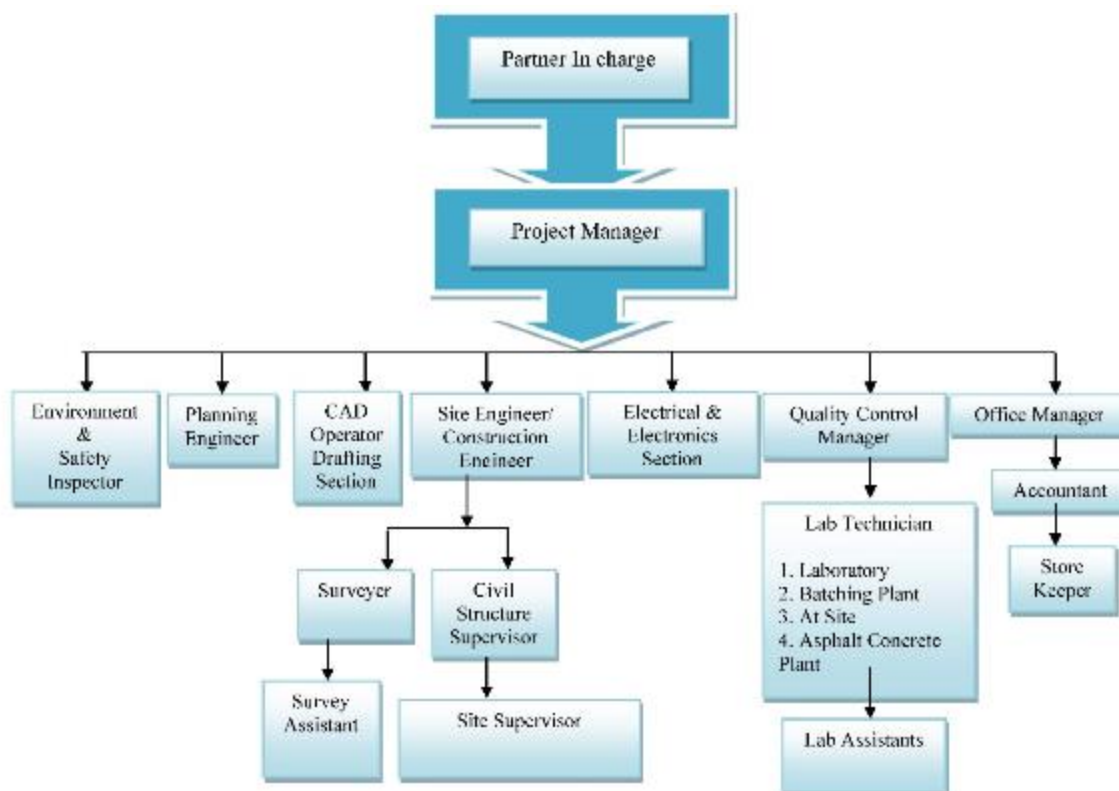 Partner In charge
Project Manager
Environment
&
Safety
Inspector
Planning
Engineer
CAD
Operator
Drafting
Section
Site Engineer/
Construction
Engineer
Electrical &
Electronics
Section
Quality Control
Manager
Office Manager
Accountant
Store
Keeper
Lab Technician
1. Laboratory
2. Batching Plant
3. At Site
4. Asphalt Concrete
Plant
Lab Assistants
Surveyer
Survey
Assistant
Civil
Structure
Supervisor
Site Supervisor